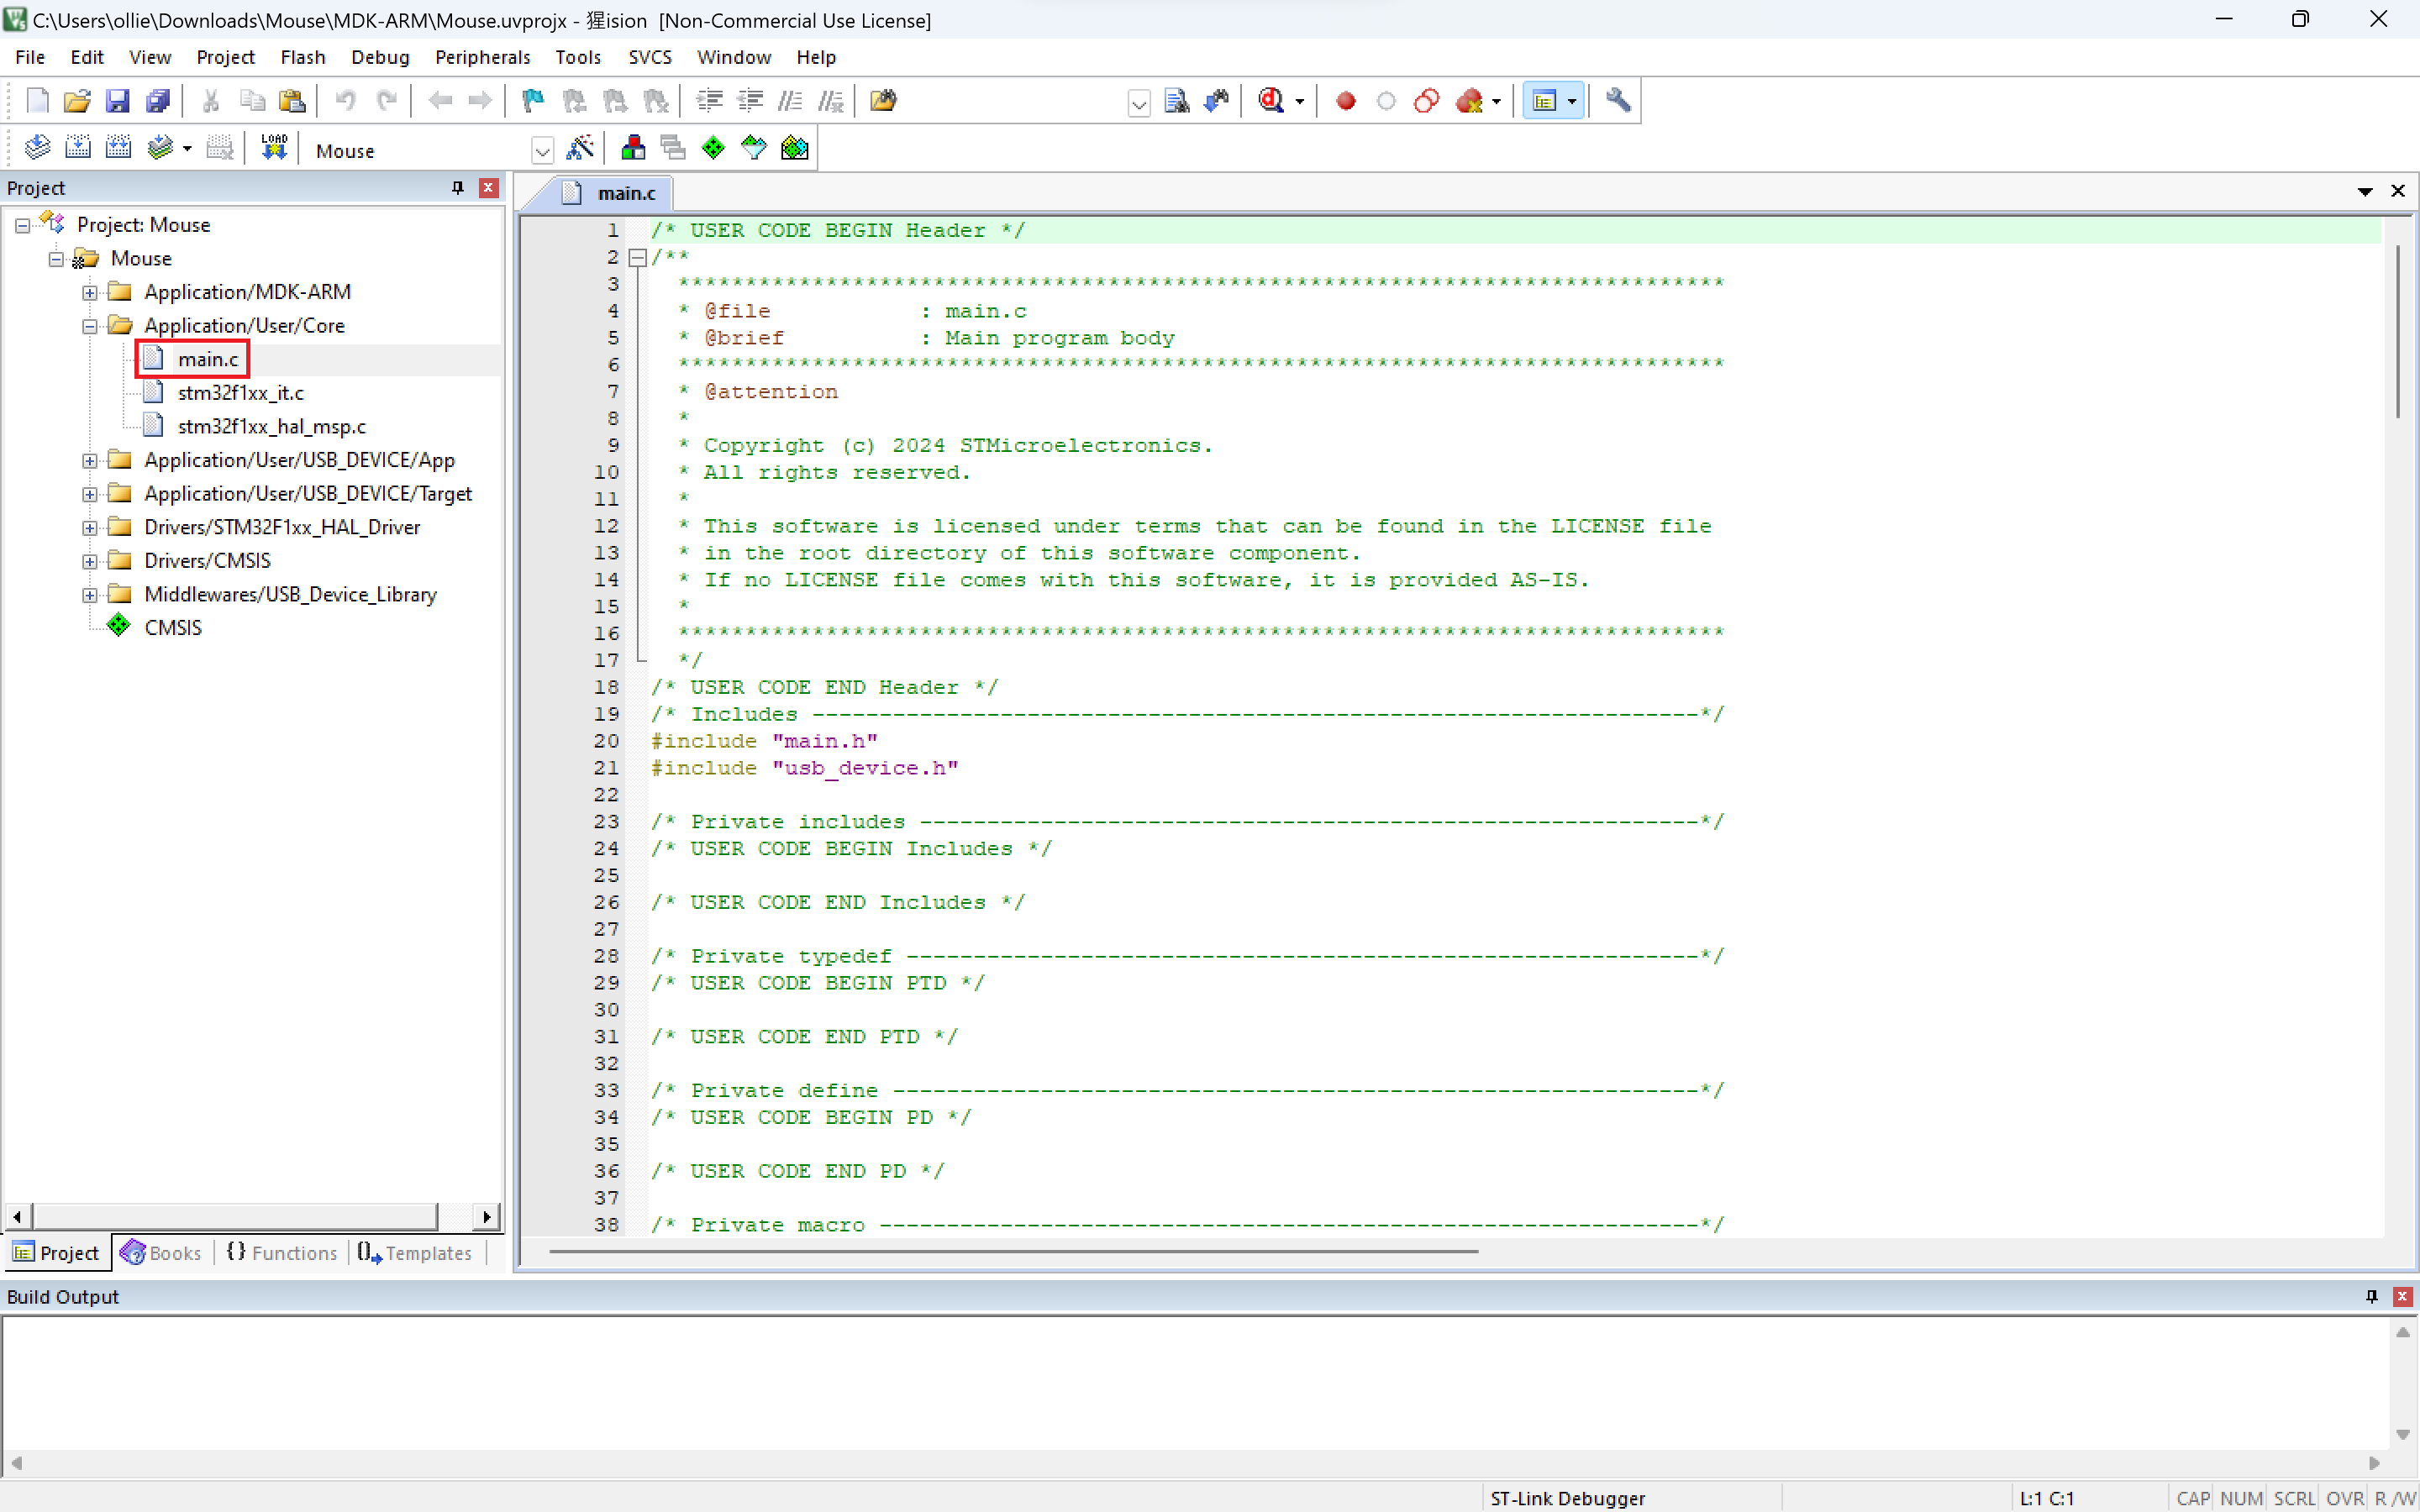 C:\Users\ollie\Downloads\Mouse\MDK-ARM\Mouse.uvprojx - 猩ision [Non-Commercial Use License]
File Edit View Project Flash Debug Peripherals Tools SVCS Window Help
LOAD
Mouse
Project
main.c
Project: Mouse
Mouse
Application/MDK-ARM
Application/User/Core
main.c
stm32f1xx_it.c
stm32f1xx_hal_msp.c
Application/User/USB_DEVICE/App
Application/User/USB_DEVICE/Target
Drivers/STM32F1xx_HAL_Driver
Drivers/CMSIS
Middlewares/USB_Device_Library
CMSIS
1 /* USER CODE BEGIN Header */
2 /**
3 ******************************************************************************
4 * @file : main.c
5 * @brief : Main program body
6 ******************************************************************************
7 * @attention
8 *
9 * Copyright (c) 2024 STMicroelectronics.
10 * All rights reserved.
11 *
12 * This software is licensed under terms that can be found in the LICENSE file
13 * in the root directory of this software component.
14 * If no LICENSE file comes with this software, it is provided AS-IS.
15 *
16 ******************************************************************************
17 */
18 /* USER CODE END Header */
19 /* Includes ------------------------------------------------------------------*/
20 #include "main.h"
21 #include "usb_device.h"
22
23 /* Private includes ----------------------------------------------------------*/
24 /* USER CODE BEGIN Includes */
25
26 /* USER CODE END Includes */
27
28 /* Private typedef -----------------------------------------------------------*/
29 /* USER CODE BEGIN PTD */
30
31 /* USER CODE END PTD */
32
33 /* Private define ------------------------------------------------------------*/
34 /* USER CODE BEGIN PD */
35
36 /* USER CODE END PD */
37
38 /* Private macro -------------------------------------------------------------*/
Project Books {} Functions Templates
Build Output
ST-Link Debugger L:1 C:1 CAP NUM SCRL OVR R/W